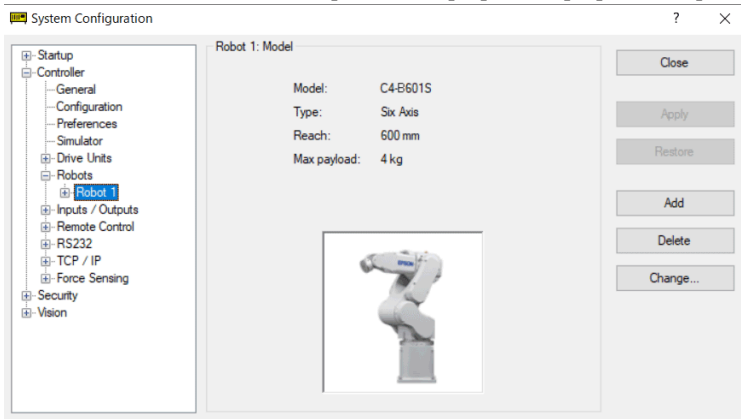 System Configuration
?
Startup
Controller
General
Configuration
Preferences
Simulator
Drive Units
Robots
Robot 1
Inputs / Outputs
Remote Control
RS232
TCP / IP
Force Sensing
Security
Vision
Robot 1: Model
Model: C4-B601S
Type: Six Axis
Reach: 600 mm
Max payload: 4 kg
EPSON
Close
Apply
Restore
Add
Delete
Change...